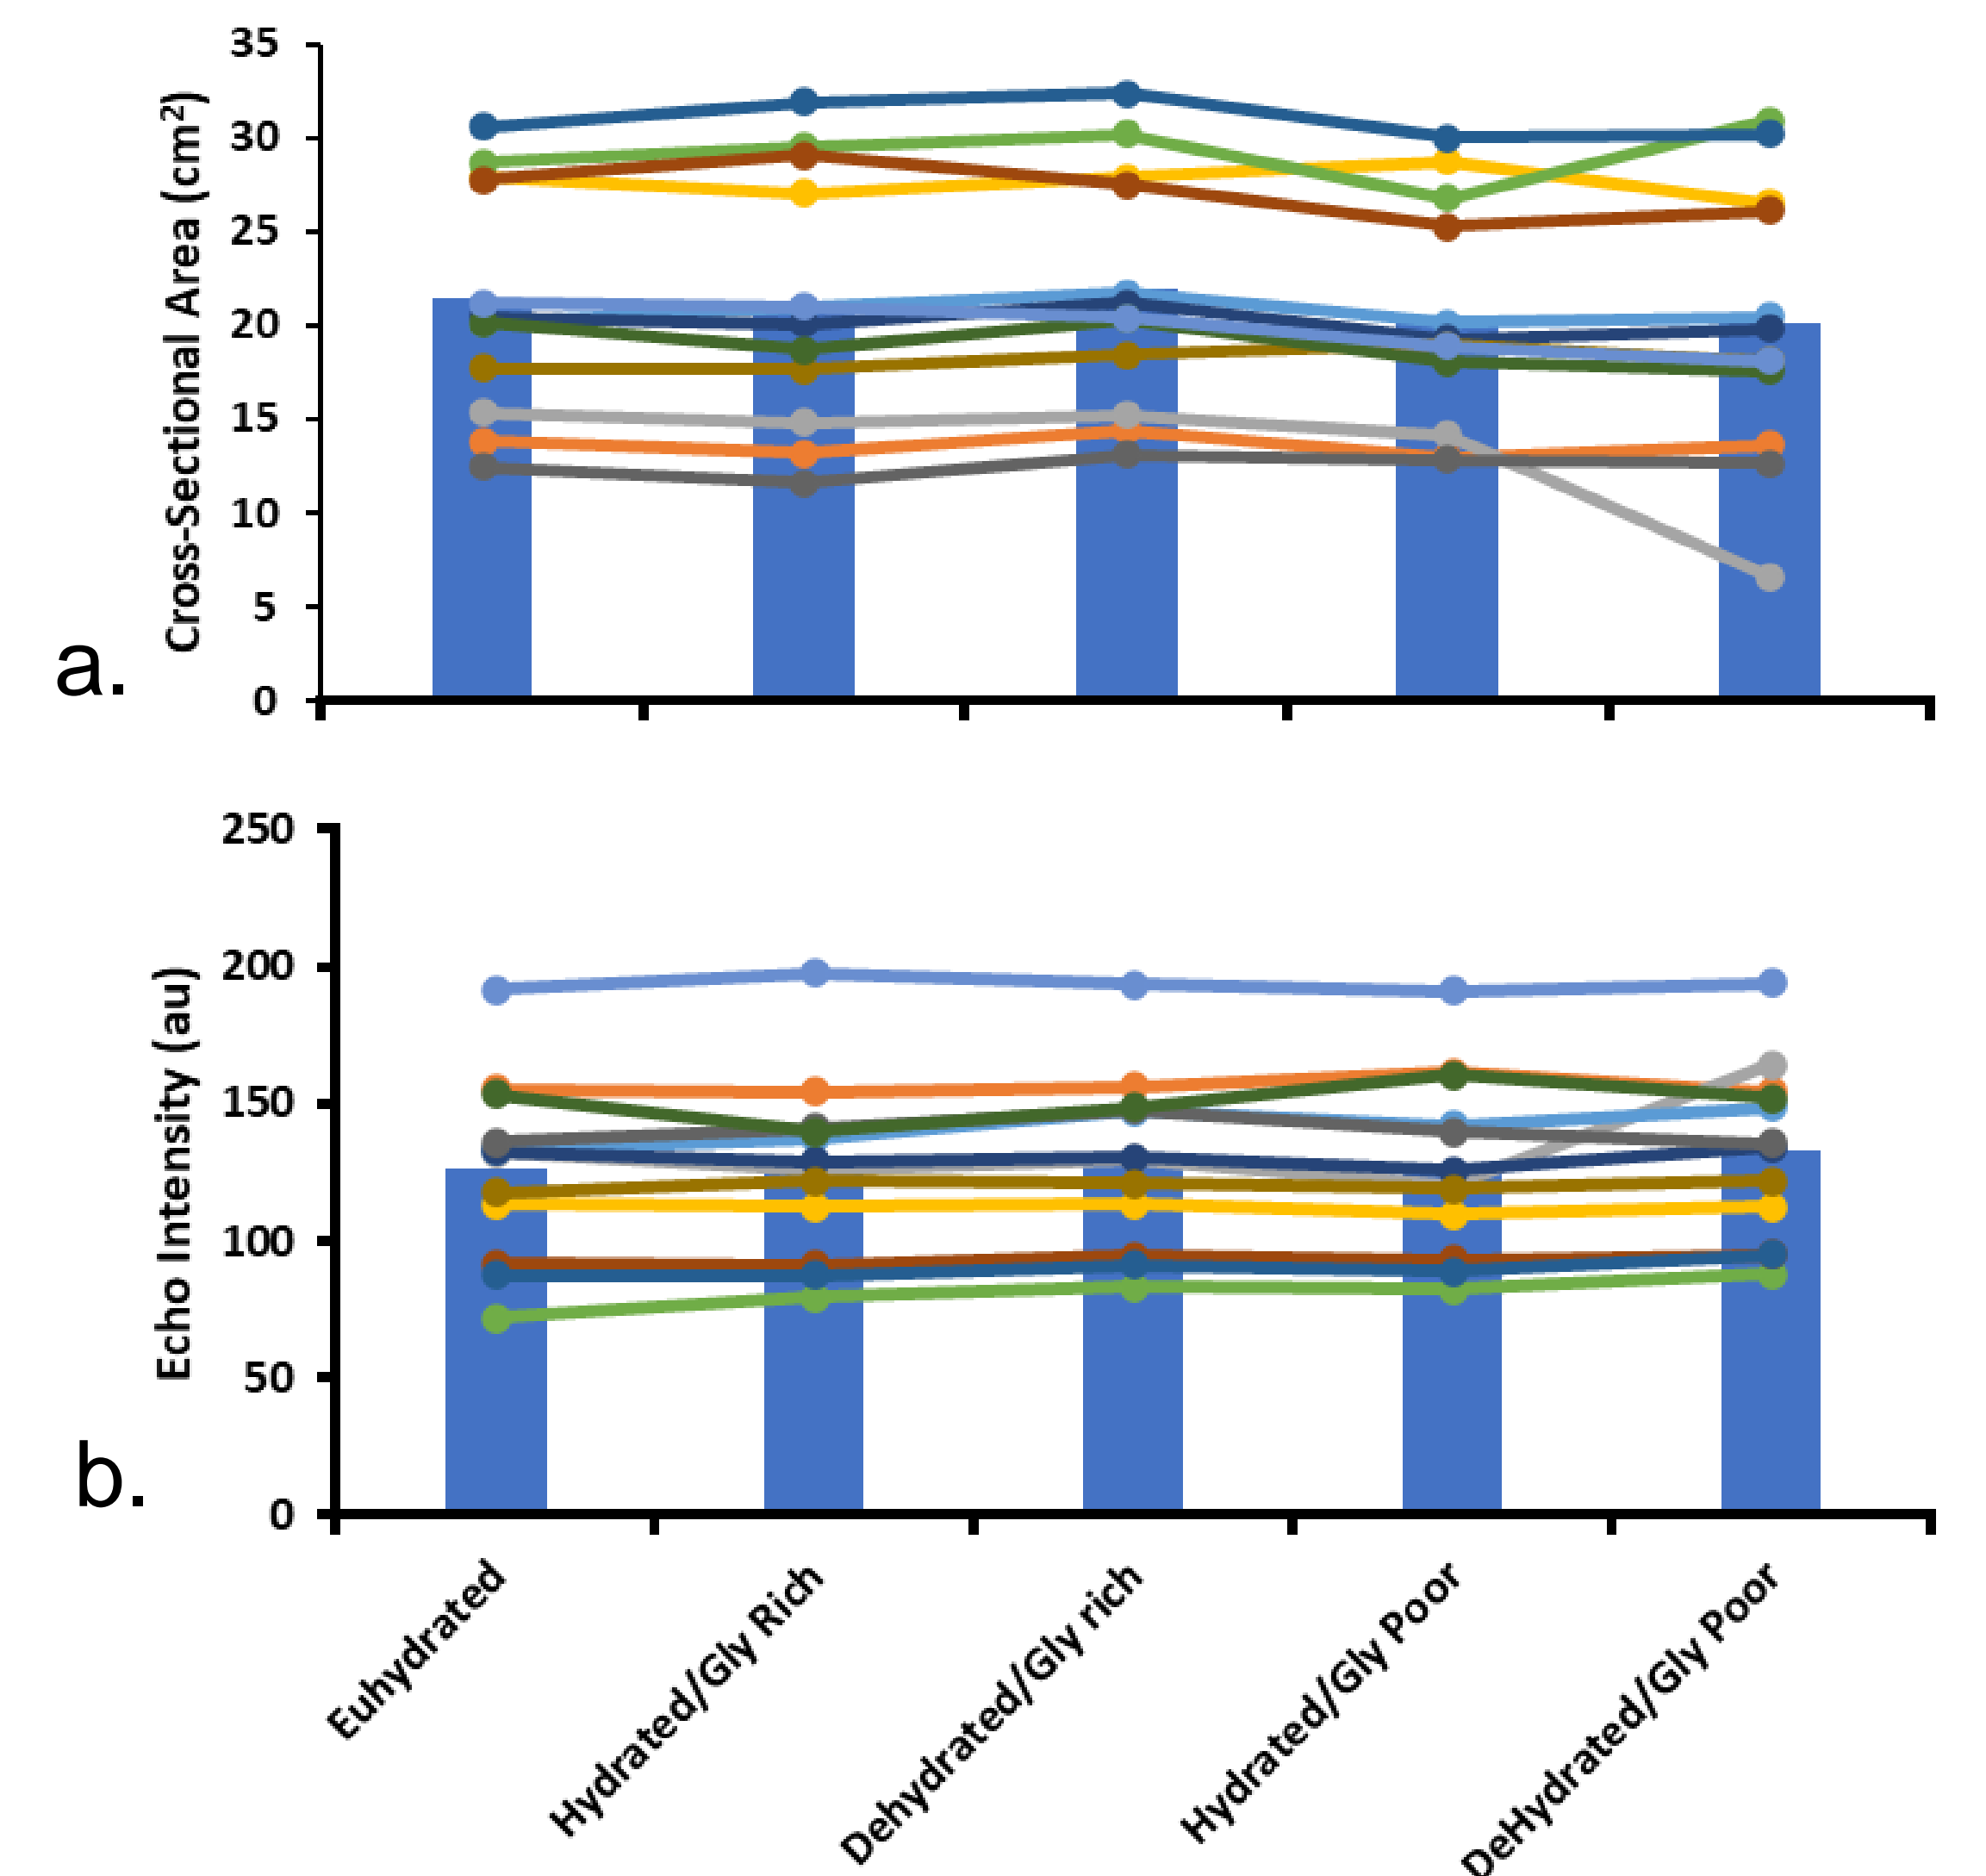 35
30
25
20
15
10
5
0
Cross-Sectional Area (cm²)
a.
250
200
150
100
50
0
Echo Intensity (au)
b.
Euhydrated
Hydrated/Gly Rich
Dehydrated/Gly rich
Hydrated/Gly Poor
DeHydrated/Gly Poor